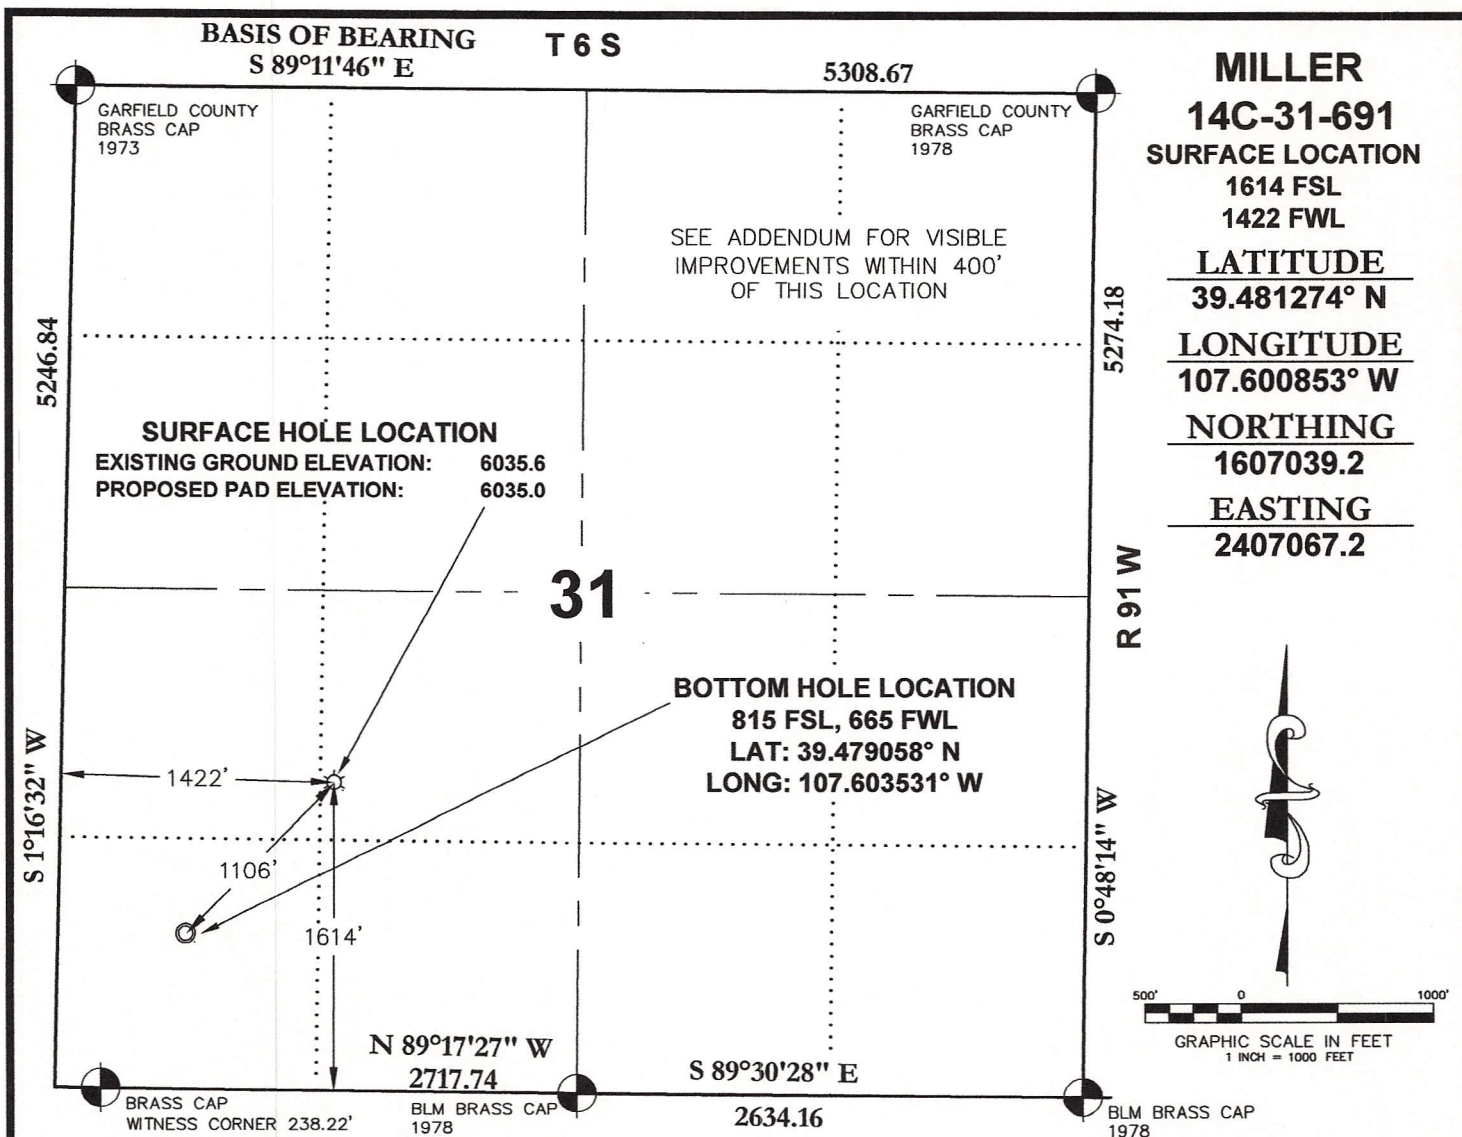 BASIS OF BEARING
S 89°11'46" E
T 6 S
5308.67
GARFIELD COUNTY
BRASS CAP
1973
GARFIELD COUNTY
BRASS CAP
1978
SEE ADDENDUM FOR VISIBLE
IMPROVEMENTS WITHIN 400'
OF THIS LOCATION
5246.84
5274.18
SURFACE HOLE LOCATION
EXISTING GROUND ELEVATION: 6035.6
PROPOSED PAD ELEVATION: 6035.0
31
R 91 W
BOTTOM HOLE LOCATION
815 FSL, 665 FWL
LAT: 39.479058° N
LONG: 107.603531° W
S 1°16'32" W
1422'
1106'
1614'
S 0°48'14" W
N 89°17'27" W
2717.74
S 89°30'28" E
2634.16
BRASS CAP
WITNESS CORNER 238.22'
BLM BRASS CAP
1978
BLM BRASS CAP
1978
MILLER
14C-31-691
SURFACE LOCATION
1614 FSL
1422 FWL
LATITUDE
39.481274° N
LONGITUDE
107.600853° W
NORTHING
1607039.2
EASTING
2407067.2
500' 0 1000'
GRAPHIC SCALE IN FEET
1 INCH = 1000 FEET